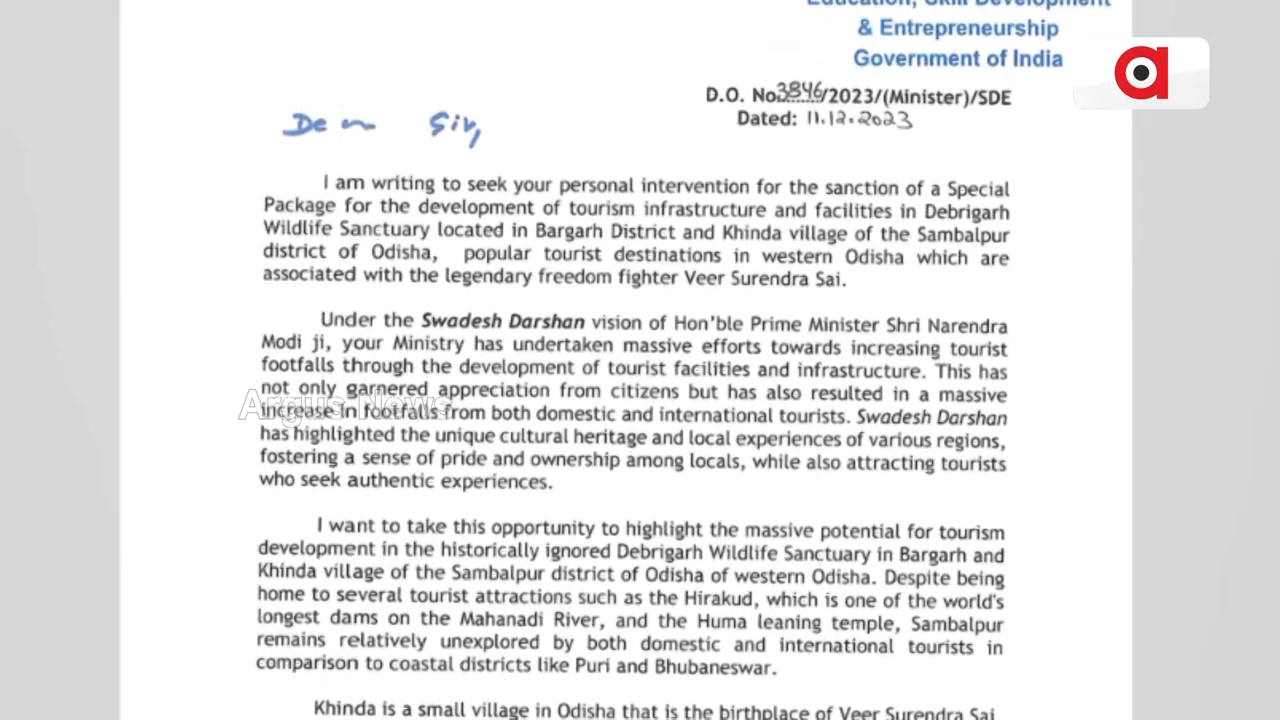 Education, Skill Development
& Entrepreneurship
Government of India
D.O. No.3846/2023/(Minister)/SDE
Dated: 11.12.2023
Dear Sir,
I am writing to seek your personal intervention for the sanction of a Special
Package for the development of tourism infrastructure and facilities in Debrigarh
Wildlife Sanctuary located in Bargarh District and Khinda village of the Sambalpur
district of Odisha, popular tourist destinations in western Odisha which are
associated with the legendary freedom fighter Veer Surendra Sai.
Under the Swadesh Darshan vision of Hon'ble Prime Minister Shri Narendra
Modi ji, your Ministry has undertaken massive efforts towards increasing tourist
footfalls through the development of tourist facilities and infrastructure. This has
not only garnered appreciation from citizens but has also resulted in a massive
increase in footfalls from both domestic and international tourists. Swadesh Darshan
has highlighted the unique cultural heritage and local experiences of various regions,
fostering a sense of pride and ownership among locals, while also attracting tourists
who seek authentic experiences.
Argus News
I want to take this opportunity to highlight the massive potential for tourism
development in the historically ignored Debrigarh Wildlife Sanctuary in Bargarh and
Khinda village of the Sambalpur district of Odisha of western Odisha. Despite being
home to several tourist attractions such as the Hirakud, which is one of the world's
longest dams on the Mahanadi River, and the Huma leaning temple, Sambalpur
remains relatively unexplored by both domestic and international tourists in
comparison to coastal districts like Puri and Bhubaneswar.
Khinda is a small village in Odisha that is the birthplace of Veer Surendra Sai